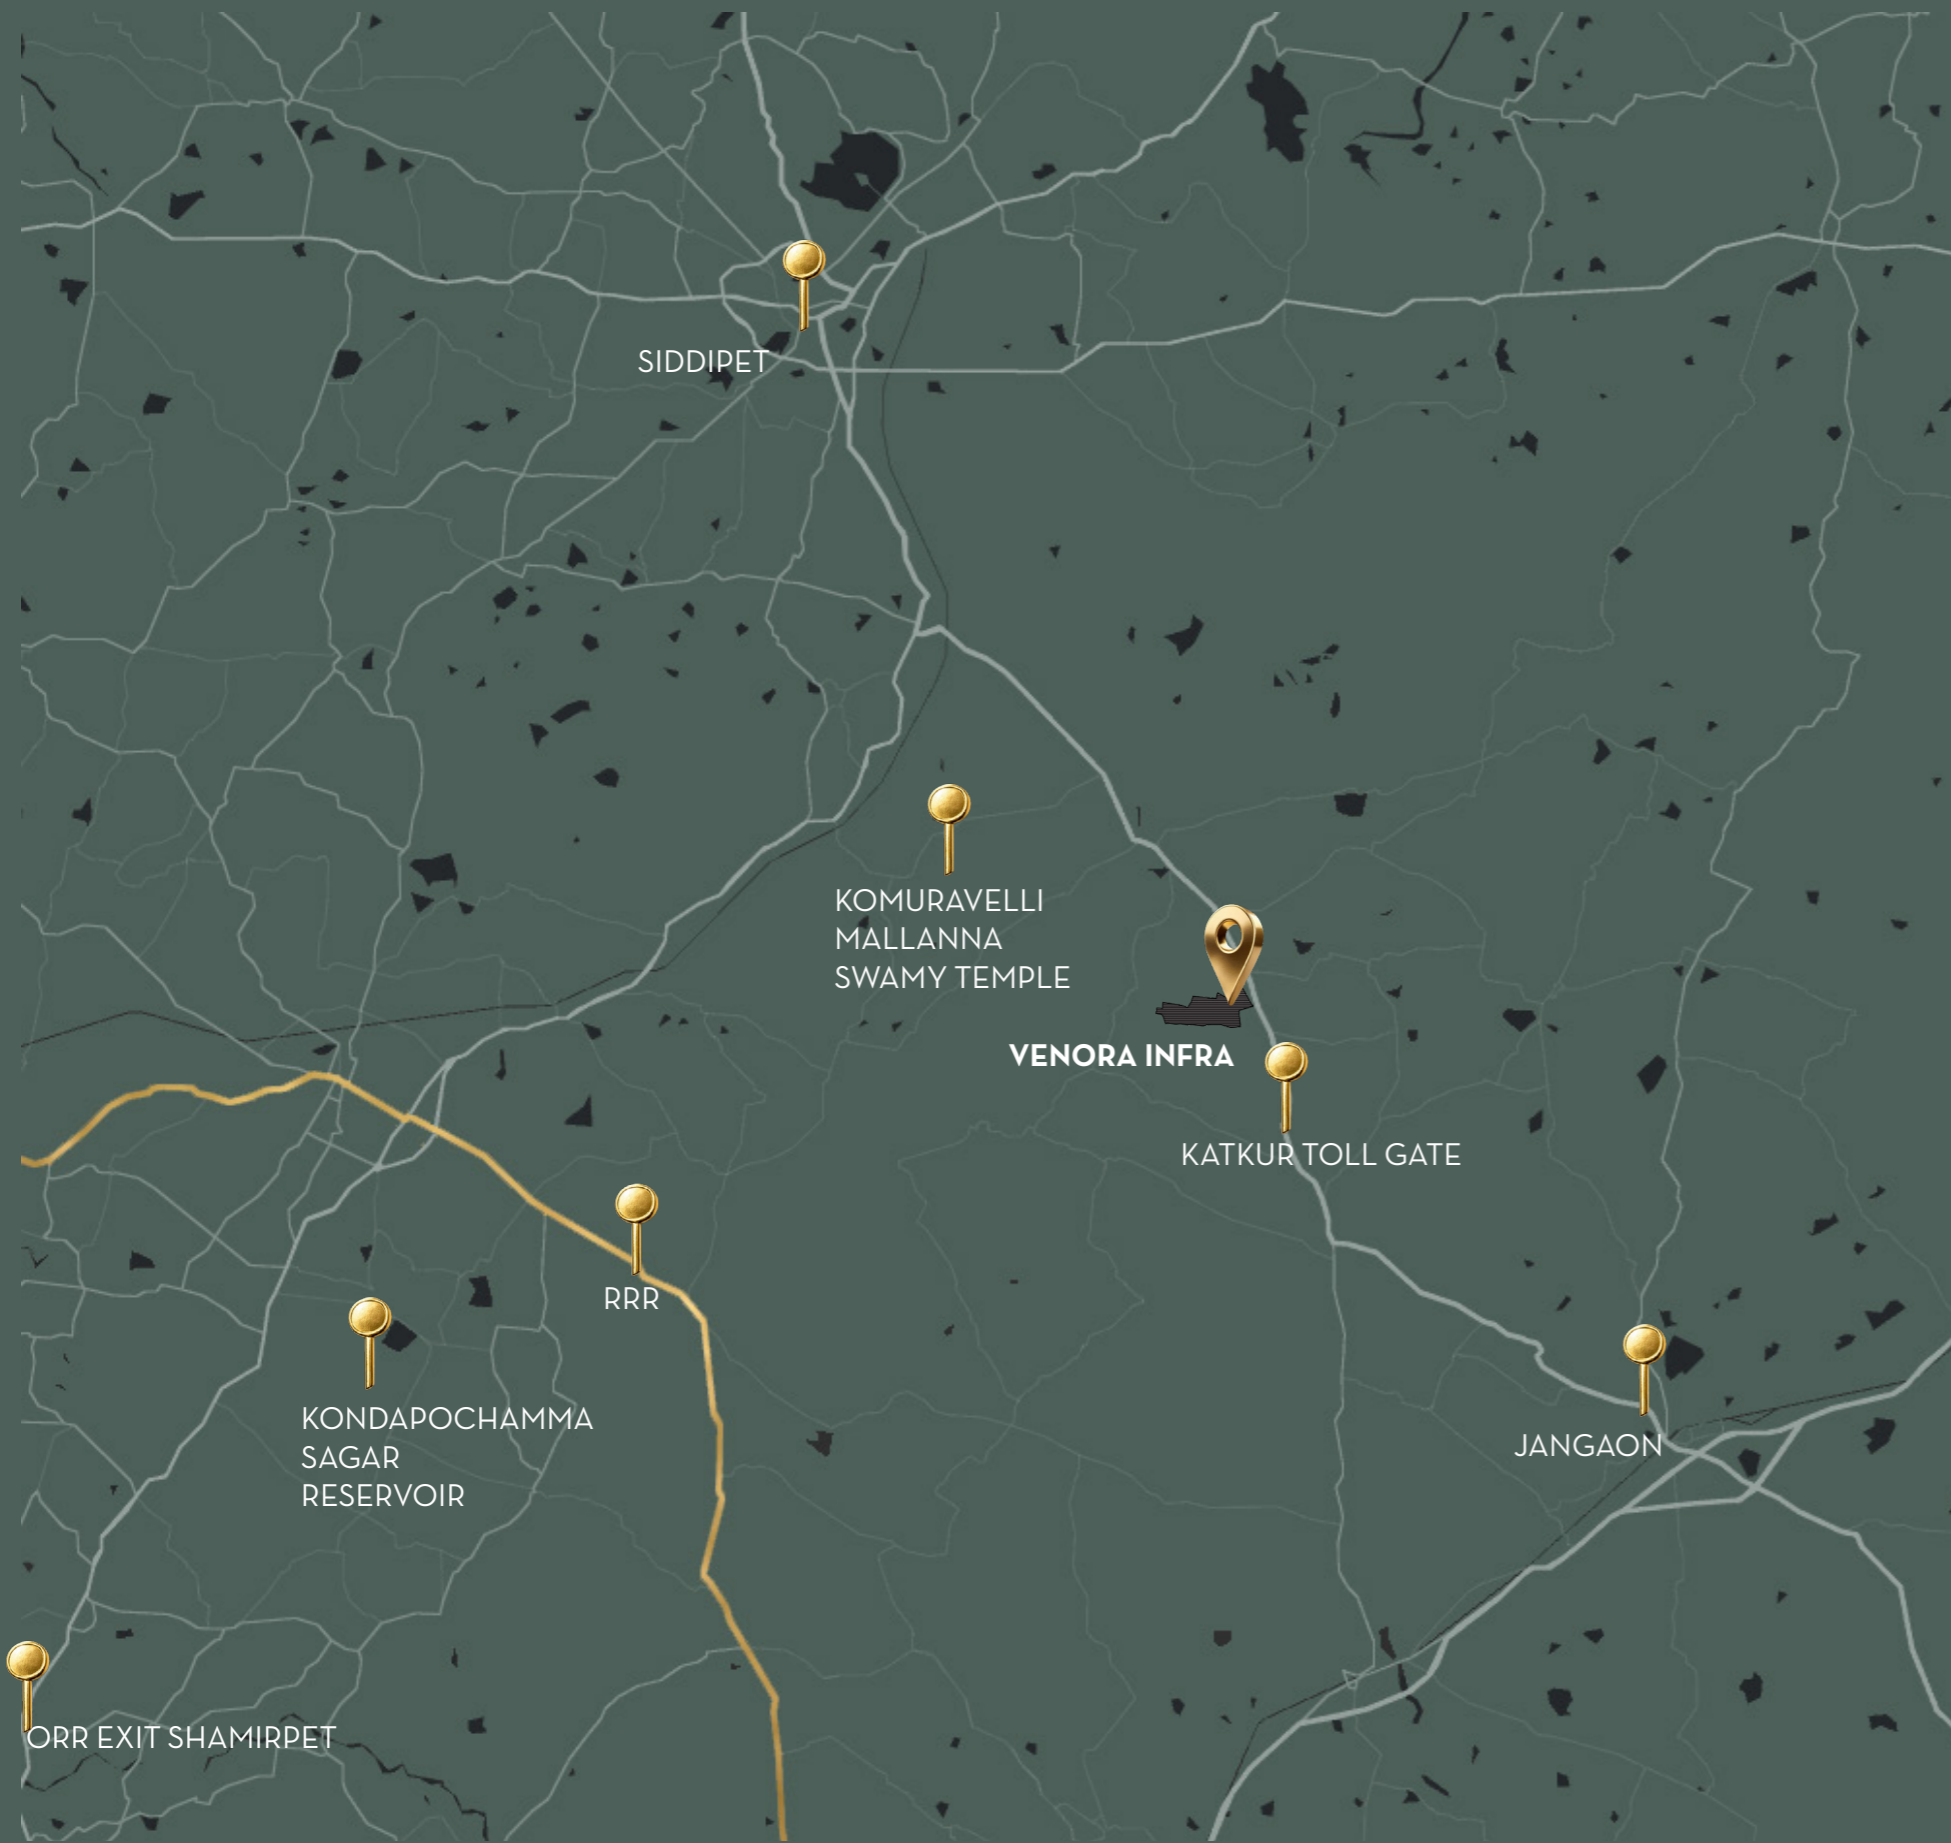 SIDDIPET
KOMURAVELLI
MALLANNA
SWAMY TEMPLE
VENORA INFRA
KATKUR TOLL GATE
RRR
KONDAPOCHAMMA
SAGAR
RESERVOIR
JANGAON
ORR EXIT SHAMIRPET